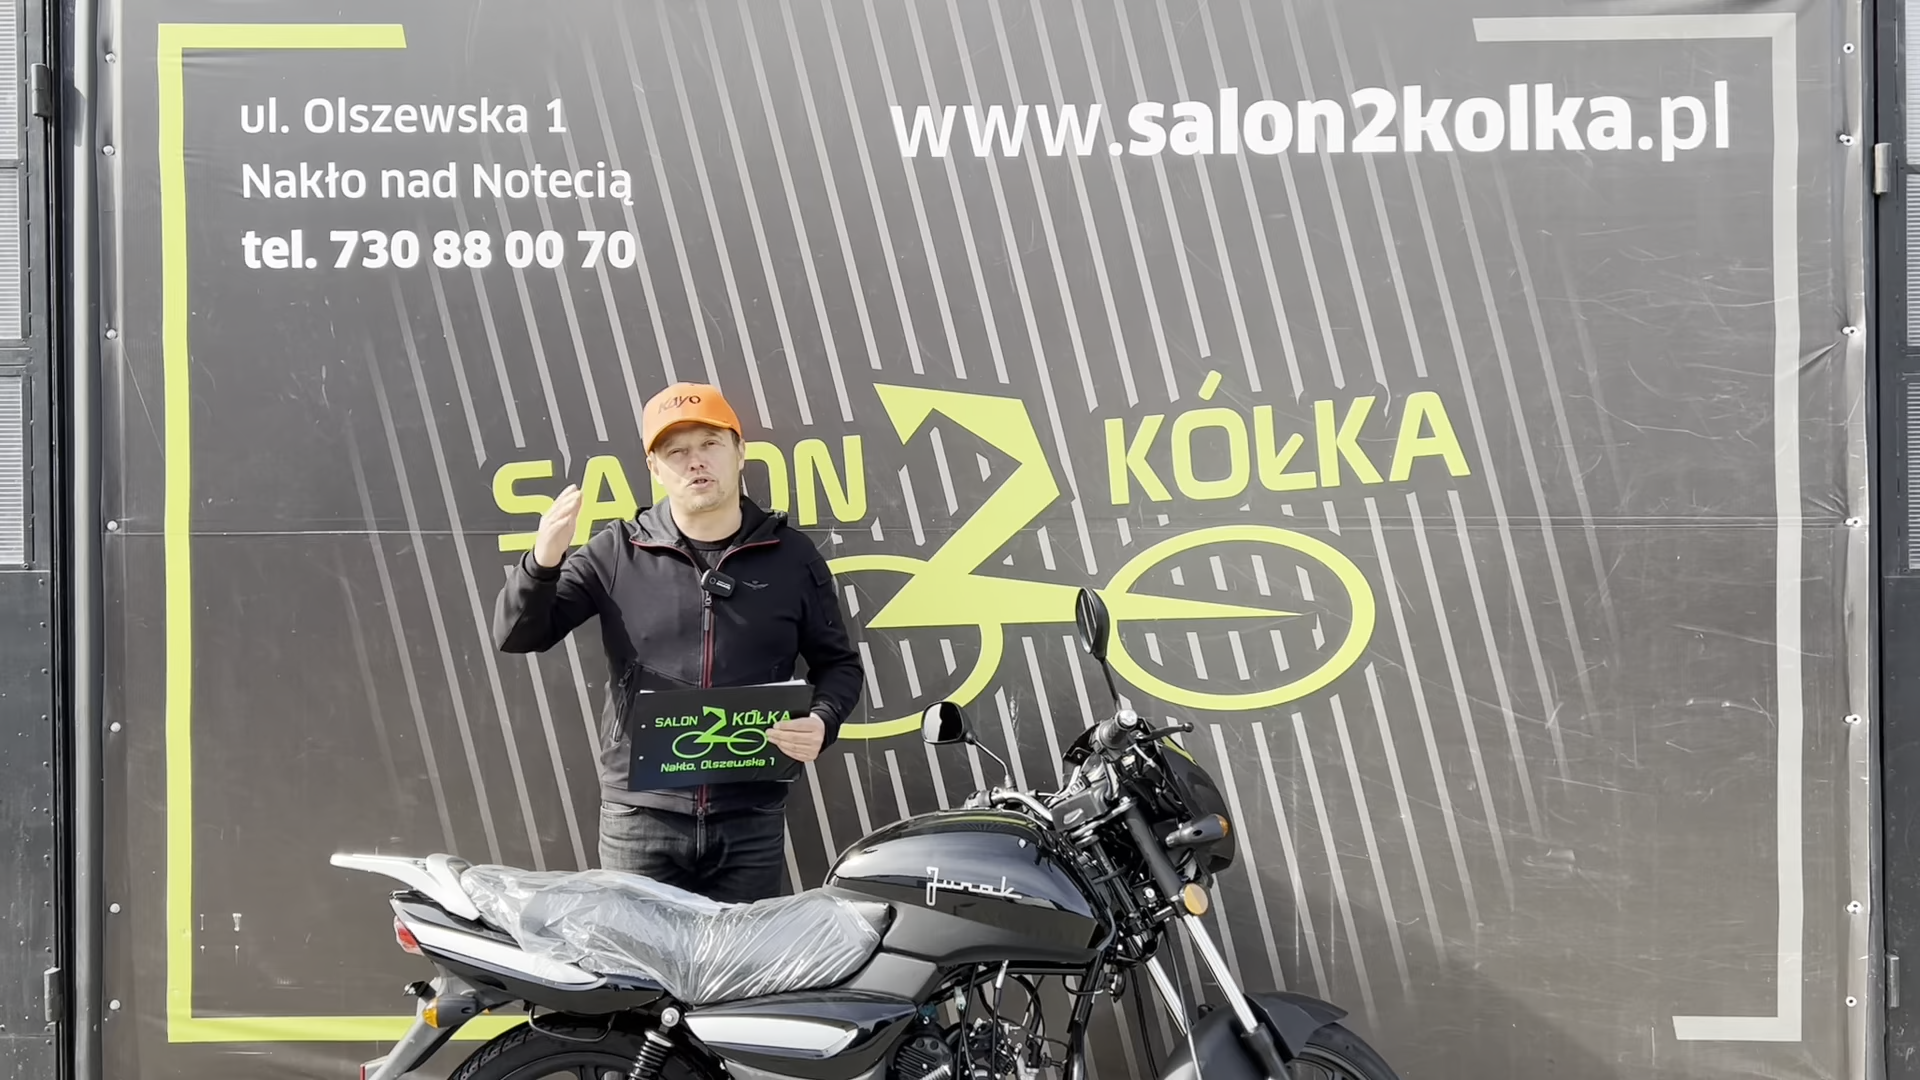 ul. Olszewska 1
Nakło nad Notecią
tel. 730 88 00 70
www.salon2kolka.pl
Kayo
SALON 2 KÓŁKA
SALON 2 KÓŁKA
Nakło, Olszewska 1
Junak